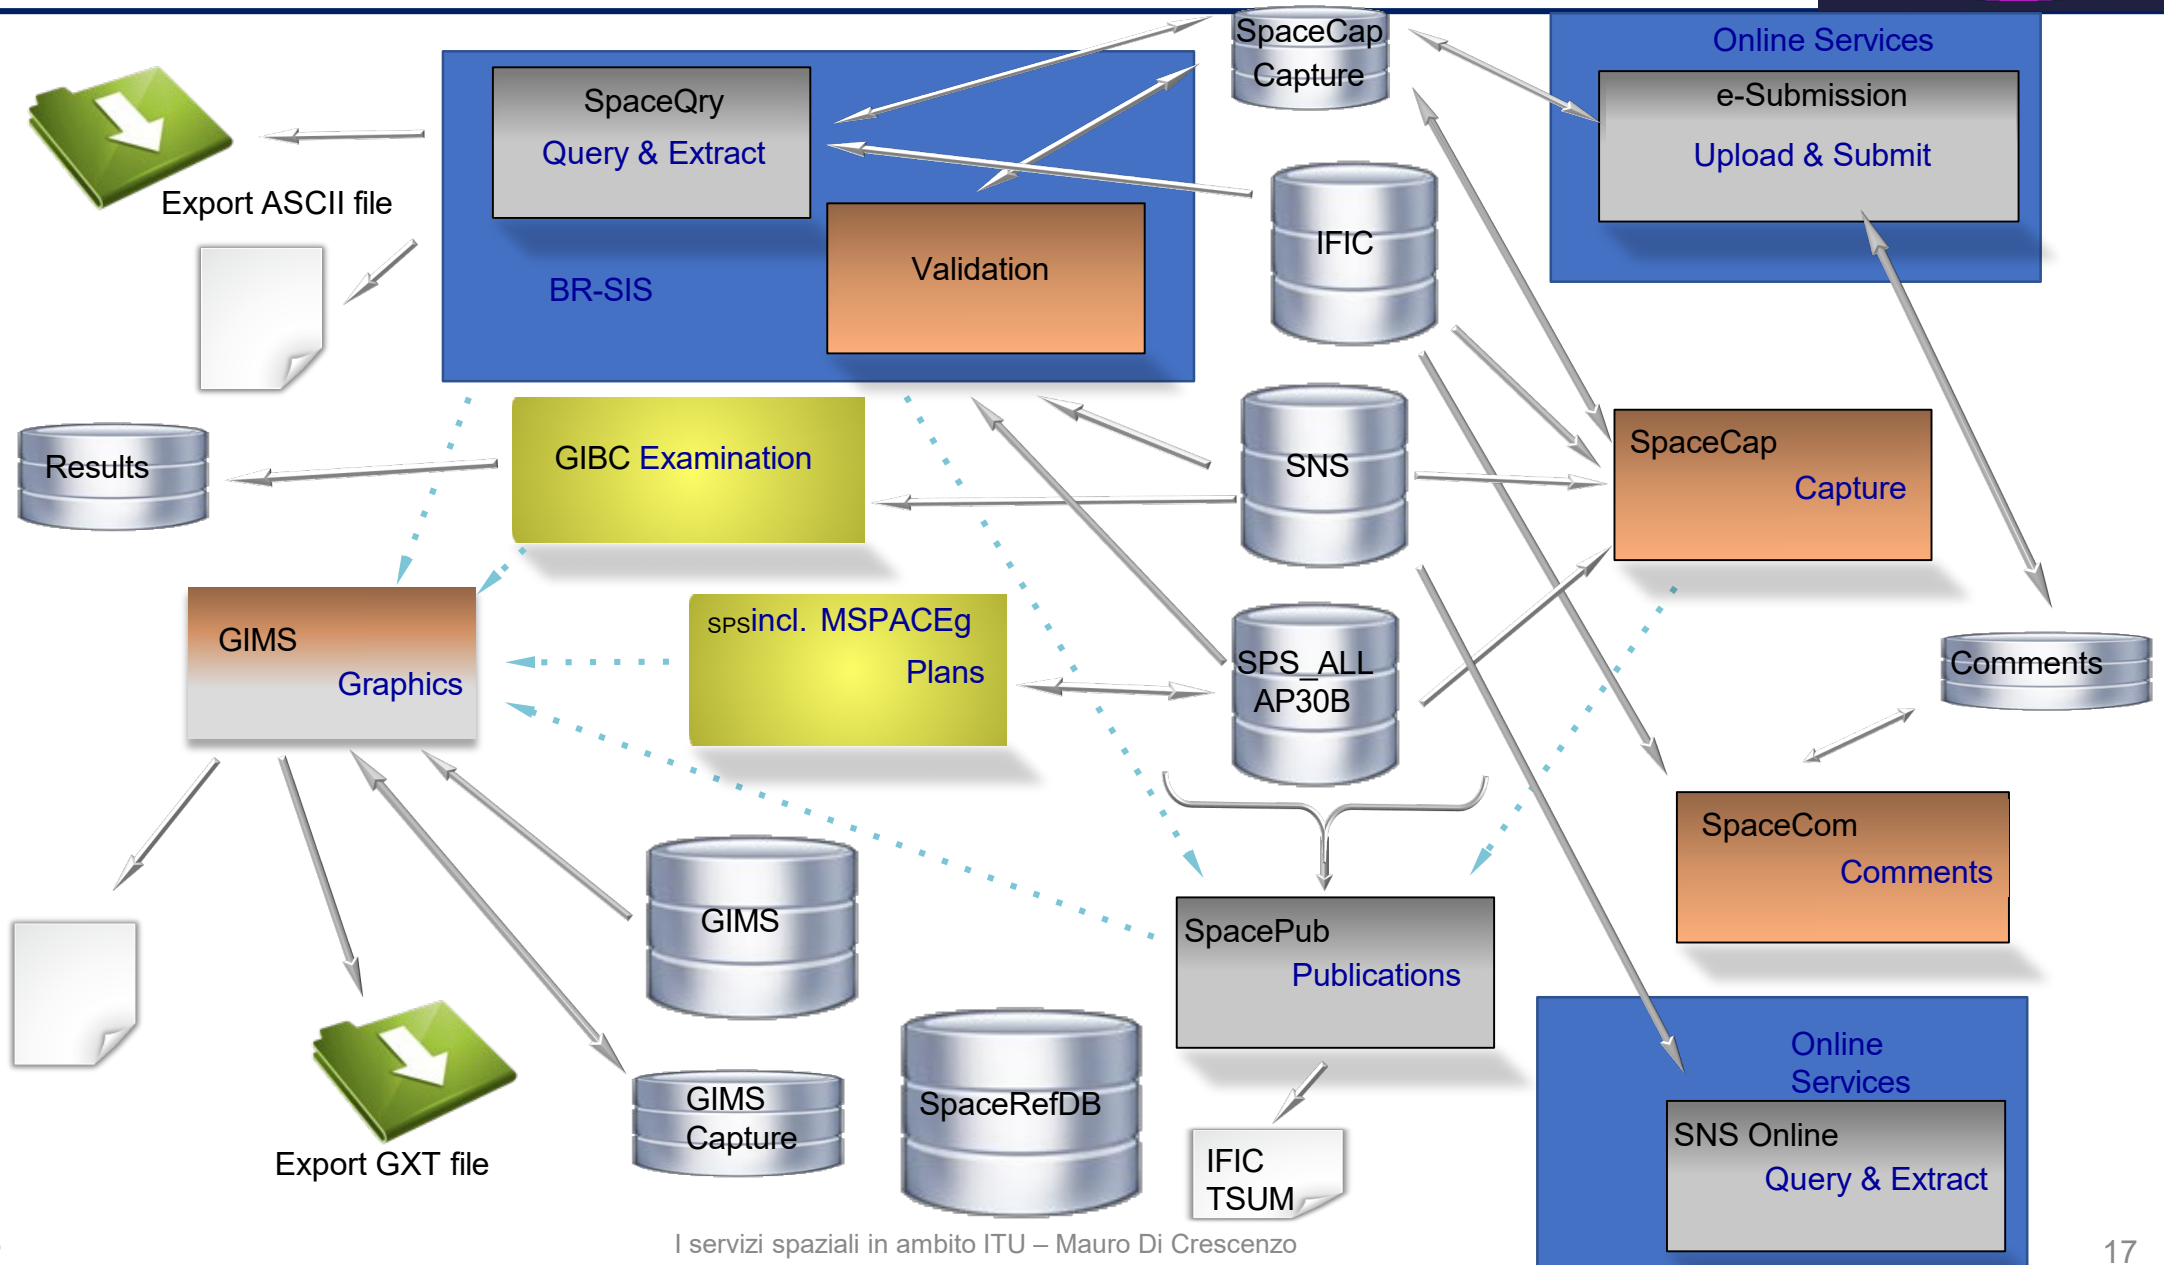 SpaceCap
Capture
Online Services
e-Submission
Upload & Submit
SpaceQry
Query & Extract
Export ASCII file
BR-SIS
Validation
IFIC
Results
GIBC Examination
SNS
SpaceCap
Capture
GIMS
Graphics
SPSincl. MSPACEg
Plans
SPS_ALL
AP30B
Comments
SpaceCom
Comments
GIMS
SpacePub
Publications
Online
Services
SNS Online
Query & Extract
GIMS
Capture
SpaceRefDB
Export GXT file
IFIC
TSUM
I servizi spaziali in ambito ITU – Mauro Di Crescenzo
17